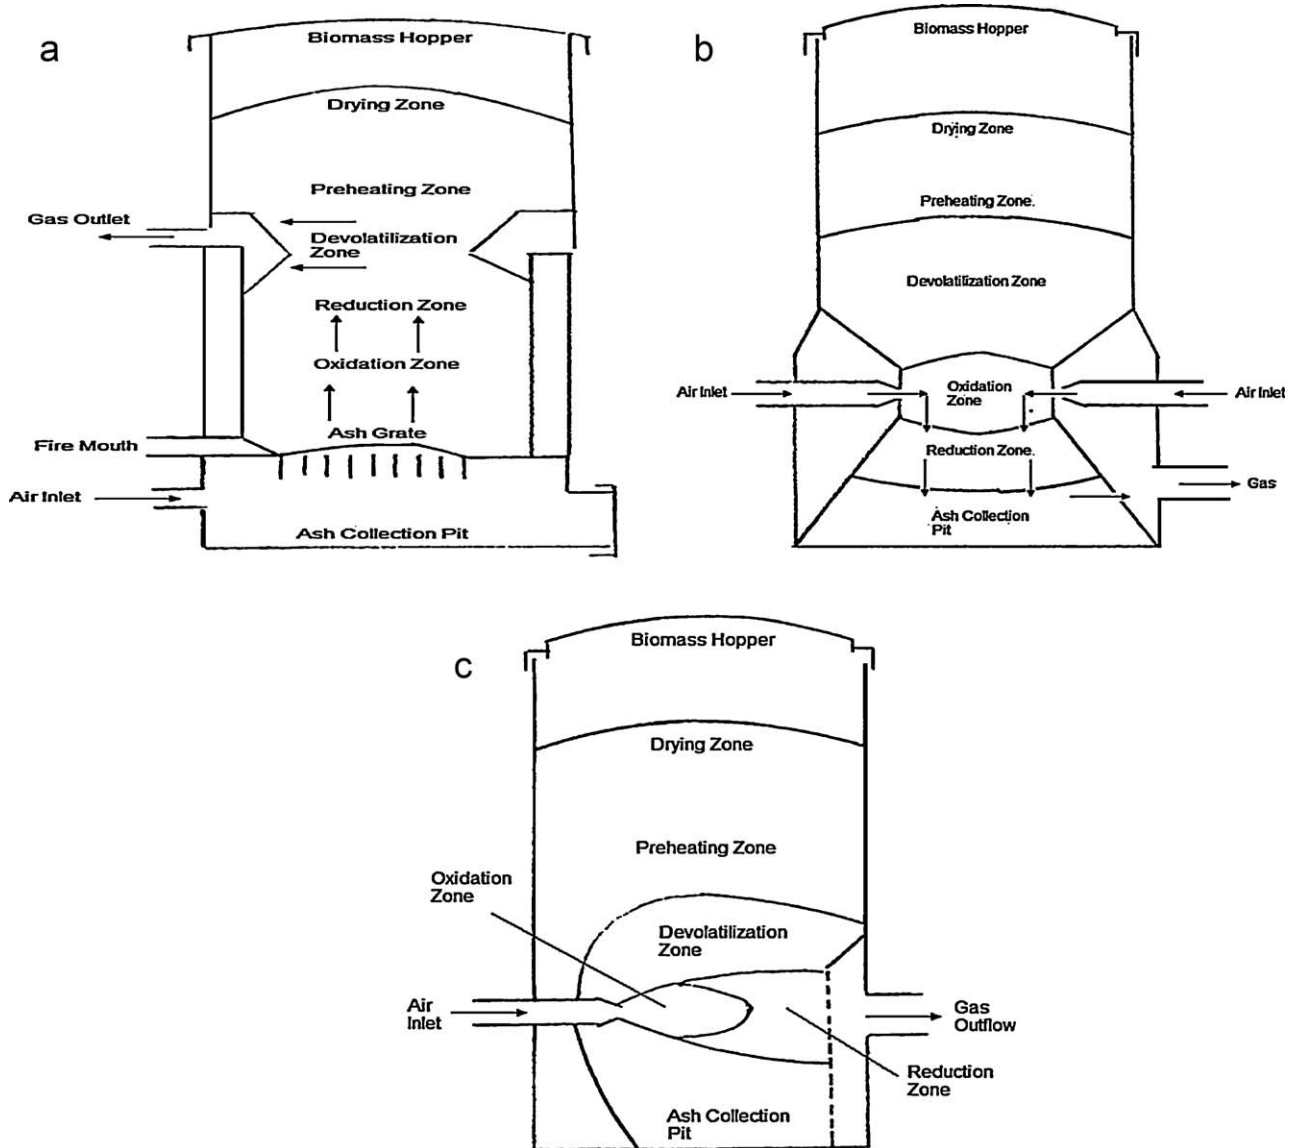 a
Biomass Hopper
Drying Zone
Preheating Zone
Gas Outlet
Devolatilization
Zone
Reduction Zone
Oxidation Zone
Ash Grate
Fire Mouth
Air Inlet
Ash Collection Pit
b
Biomass Hopper
Drying Zone
Preheating Zone.
Devolatilization Zone
Air Inlet
Oxidation
Zone
Air Inlet
Reduction Zone.
Gas
Ash Collection
Pit
c
Biomass Hopper
Drying Zone
Preheating Zone
Oxidation
Zone
Devolatilization
Zone
Air
Inlet
Gas
Outflow
Reduction
Zone
Ash Collection
Pit